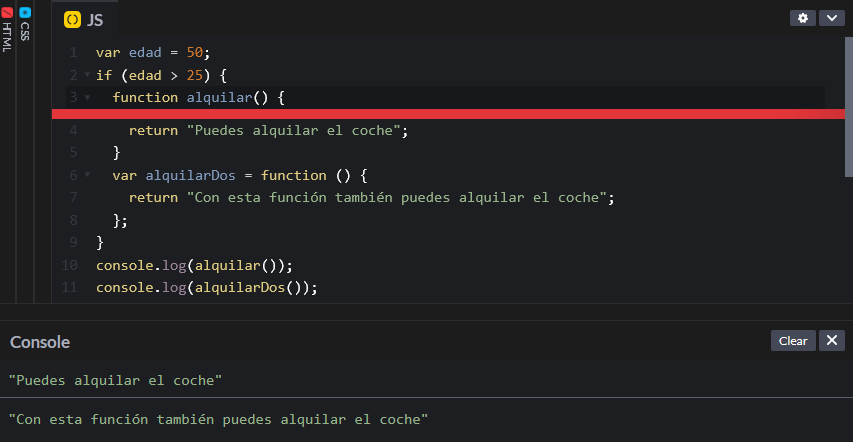 HTML
CSS
JS
1 var edad = 50;
2 if (edad > 25) {
3 function alquilar() {
4 return "Puedes alquilar el coche";
5 }
6 var alquilarDos = function () {
7 return "Con esta función también puedes alquilar el coche";
8 };
9 }
10 console.log(alquilar());
11 console.log(alquilarDos());
Console
Clear
"Puedes alquilar el coche"
"Con esta función también puedes alquilar el coche"